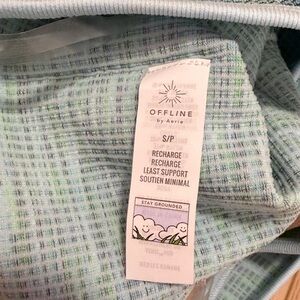 OFFLINE
by Aerie
S/P
RECHARGE
RECHARGE
LEAST SUPPORT
SOUTIEN MINIMAL
STAY GROUNDED